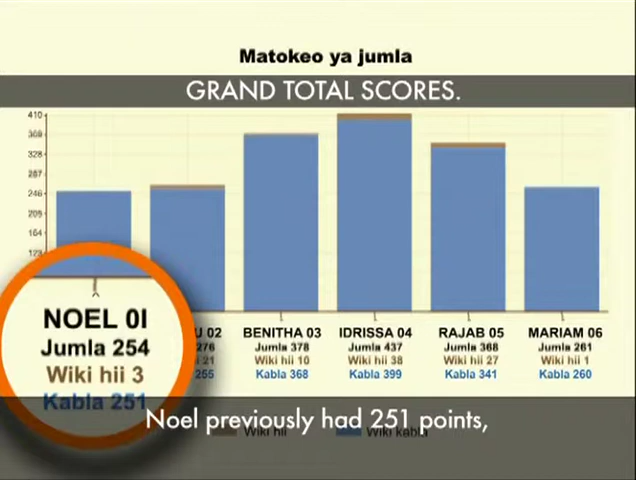 Matokeo ya jumla
GRAND TOTAL SCORES.
410
369
328
287
246
205
164
123
NOEL 01
Jumla 254
Wiki hii 3
Kabla 251
U 02
276
21
255
BENITHA 03
Jumla 378
Wiki hii 10
Kabla 368
IDRISSA 04
Jumla 437
Wiki hii 38
Kabla 399
RAJAB 05
Jumla 368
Wiki hii 27
Kabla 341
MARIAM 06
Jumla 261
Wiki hii 1
Kabla 260
Noel previously had 251 points,
Wiki hii
Wiki kabla